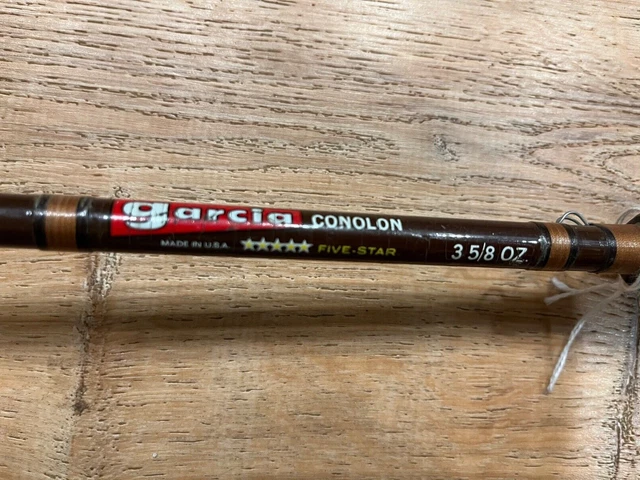 garcia CONOLON
MADE IN U.S.A. ★★★★★ FIVE-STAR
3 5/8 OZ.